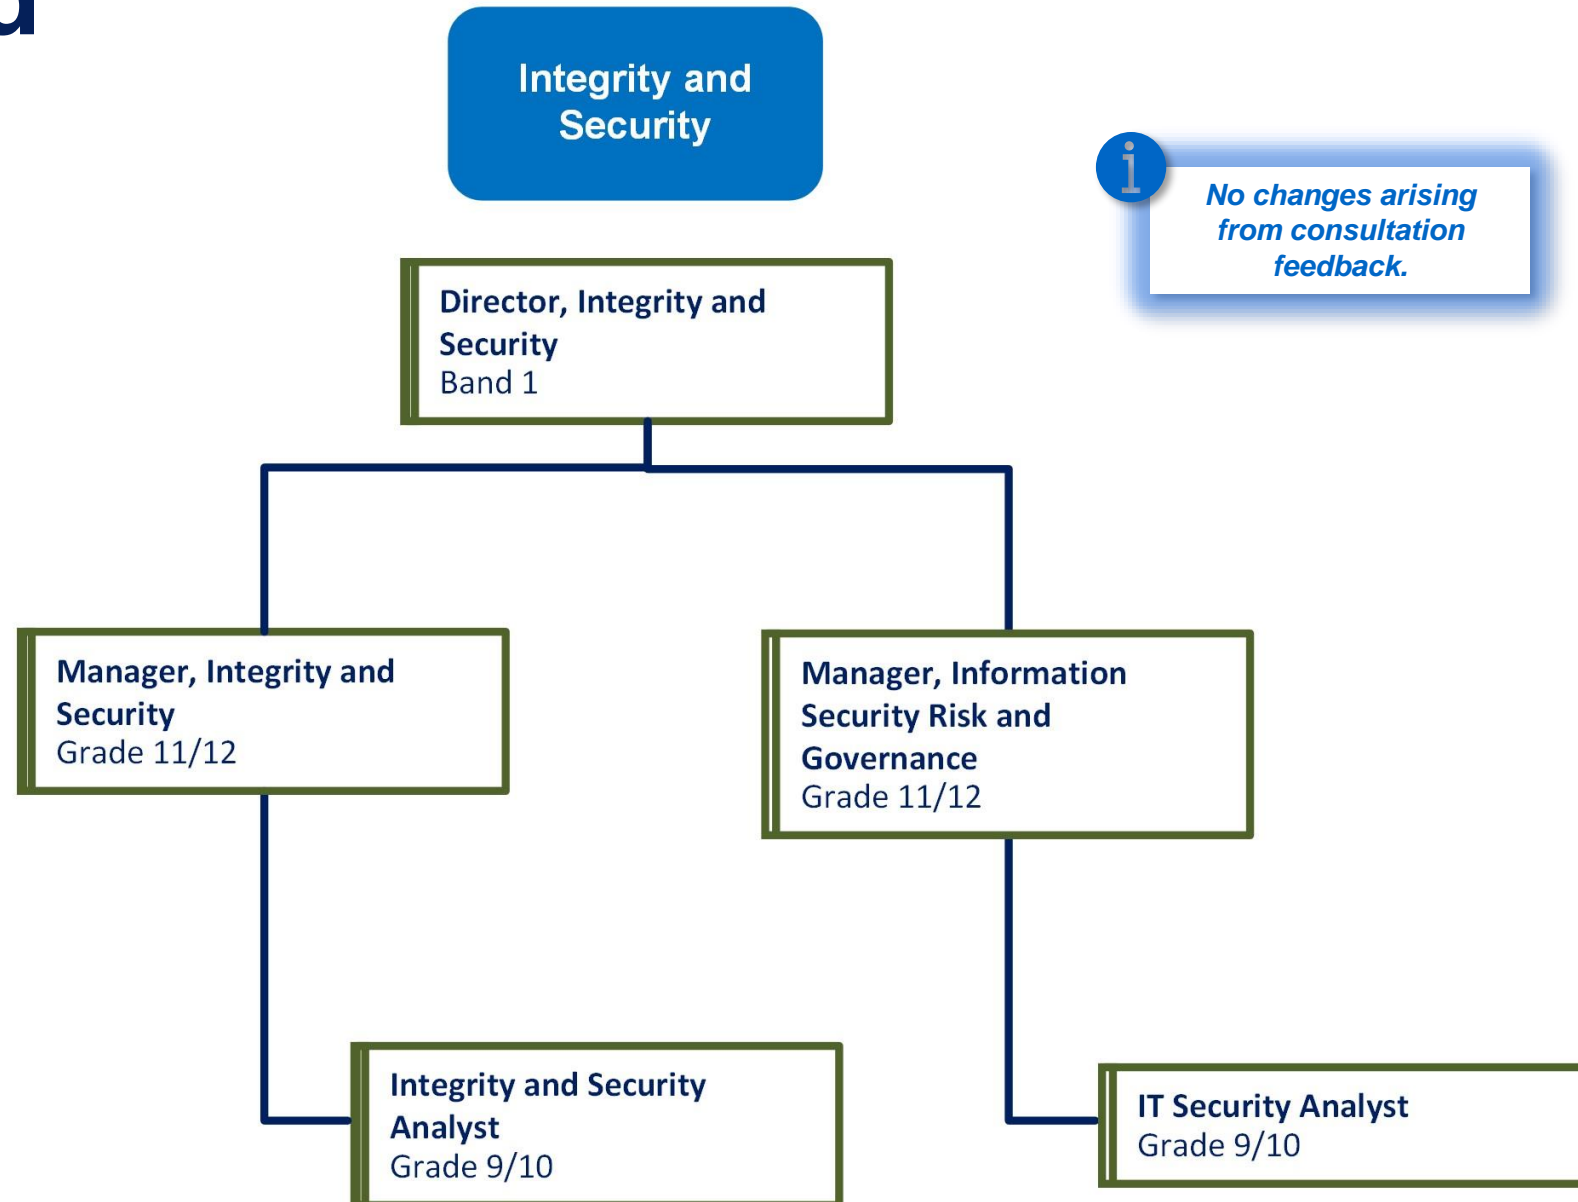 Integrity and
Security
No changes arising
from consultation
feedback.
Director, Integrity and
Security
Band 1
Manager, Integrity and
Security
Grade 11/12
Manager, Information
Security Risk and
Governance
Grade 11/12
Integrity and Security
Analyst
Grade 9/10
IT Security Analyst
Grade 9/10